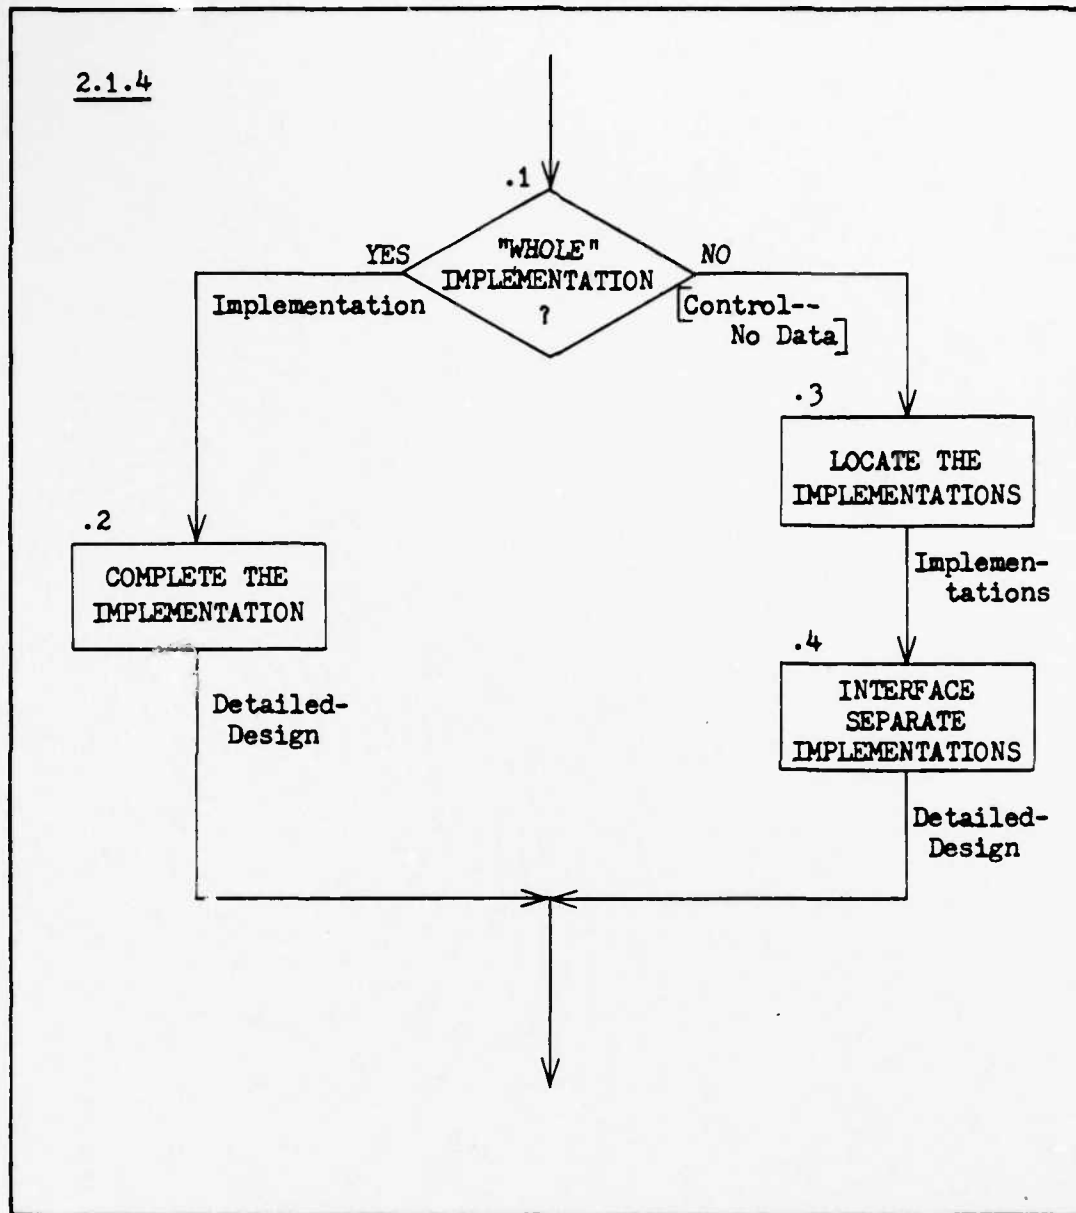 2.1.4
.1
"WHOLE"
IMPLEMENTATION
?
YES
NO
Implementation
[Control--
No Data]
.3
LOCATE THE
IMPLEMENTATIONS
.2
COMPLETE THE
IMPLEMENTATION
Implemen-
tations
.4
INTERFACE
SEPARATE
IMPLEMENTATIONS
Detailed-
Design
Detailed-
Design